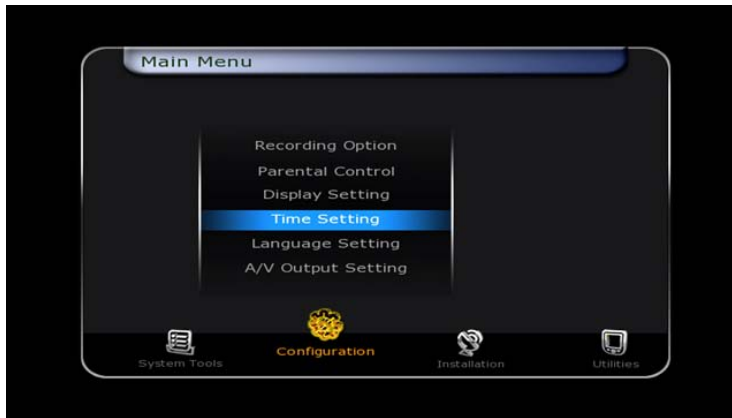 Main Menu
Recording Option
Parental Control
Display Setting
Time Setting
Language Setting
A/V Output Setting
System Tools
Configuration
Installation
Utilities